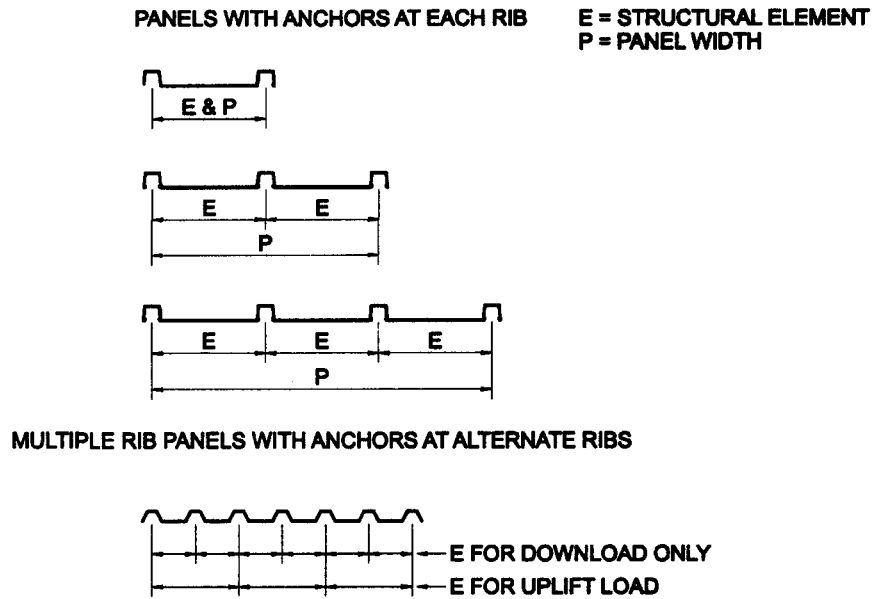 PANELS WITH ANCHORS AT EACH RIB
E = STRUCTURAL ELEMENT
P = PANEL WIDTH
E & P
E E
P
E E E
P
MULTIPLE RIB PANELS WITH ANCHORS AT ALTERNATE RIBS
E FOR DOWNLOAD ONLY
E FOR UPLIFT LOAD